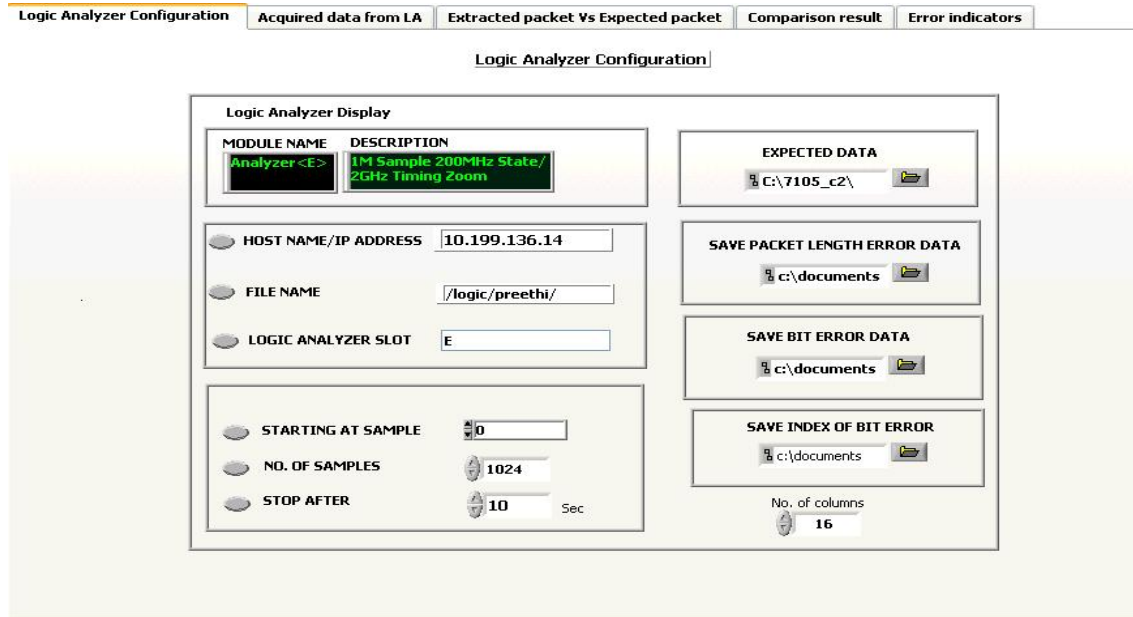 Logic Analyzer Configuration
Acquired data from LA
Extracted packet Vs Expected packet
Comparison result
Error indicators
Logic Analyzer Configuration
Logic Analyzer Display
MODULE NAME
Analyzer<E>
DESCRIPTION
1M Sample 200MHz State/
2GHz Timing Zoom
HOST NAME/IP ADDRESS 10.199.136.14
FILE NAME /logic/preethi/
LOGIC ANALYZER SLOT E
STARTING AT SAMPLE 0
NO. OF SAMPLES 1024
STOP AFTER 10 Sec
EXPECTED DATA
C:\7105_c2\
SAVE PACKET LENGTH ERROR DATA
c:\documents
SAVE BIT ERROR DATA
c:\documents
SAVE INDEX OF BIT ERROR
c:\documents
No. of columns
16